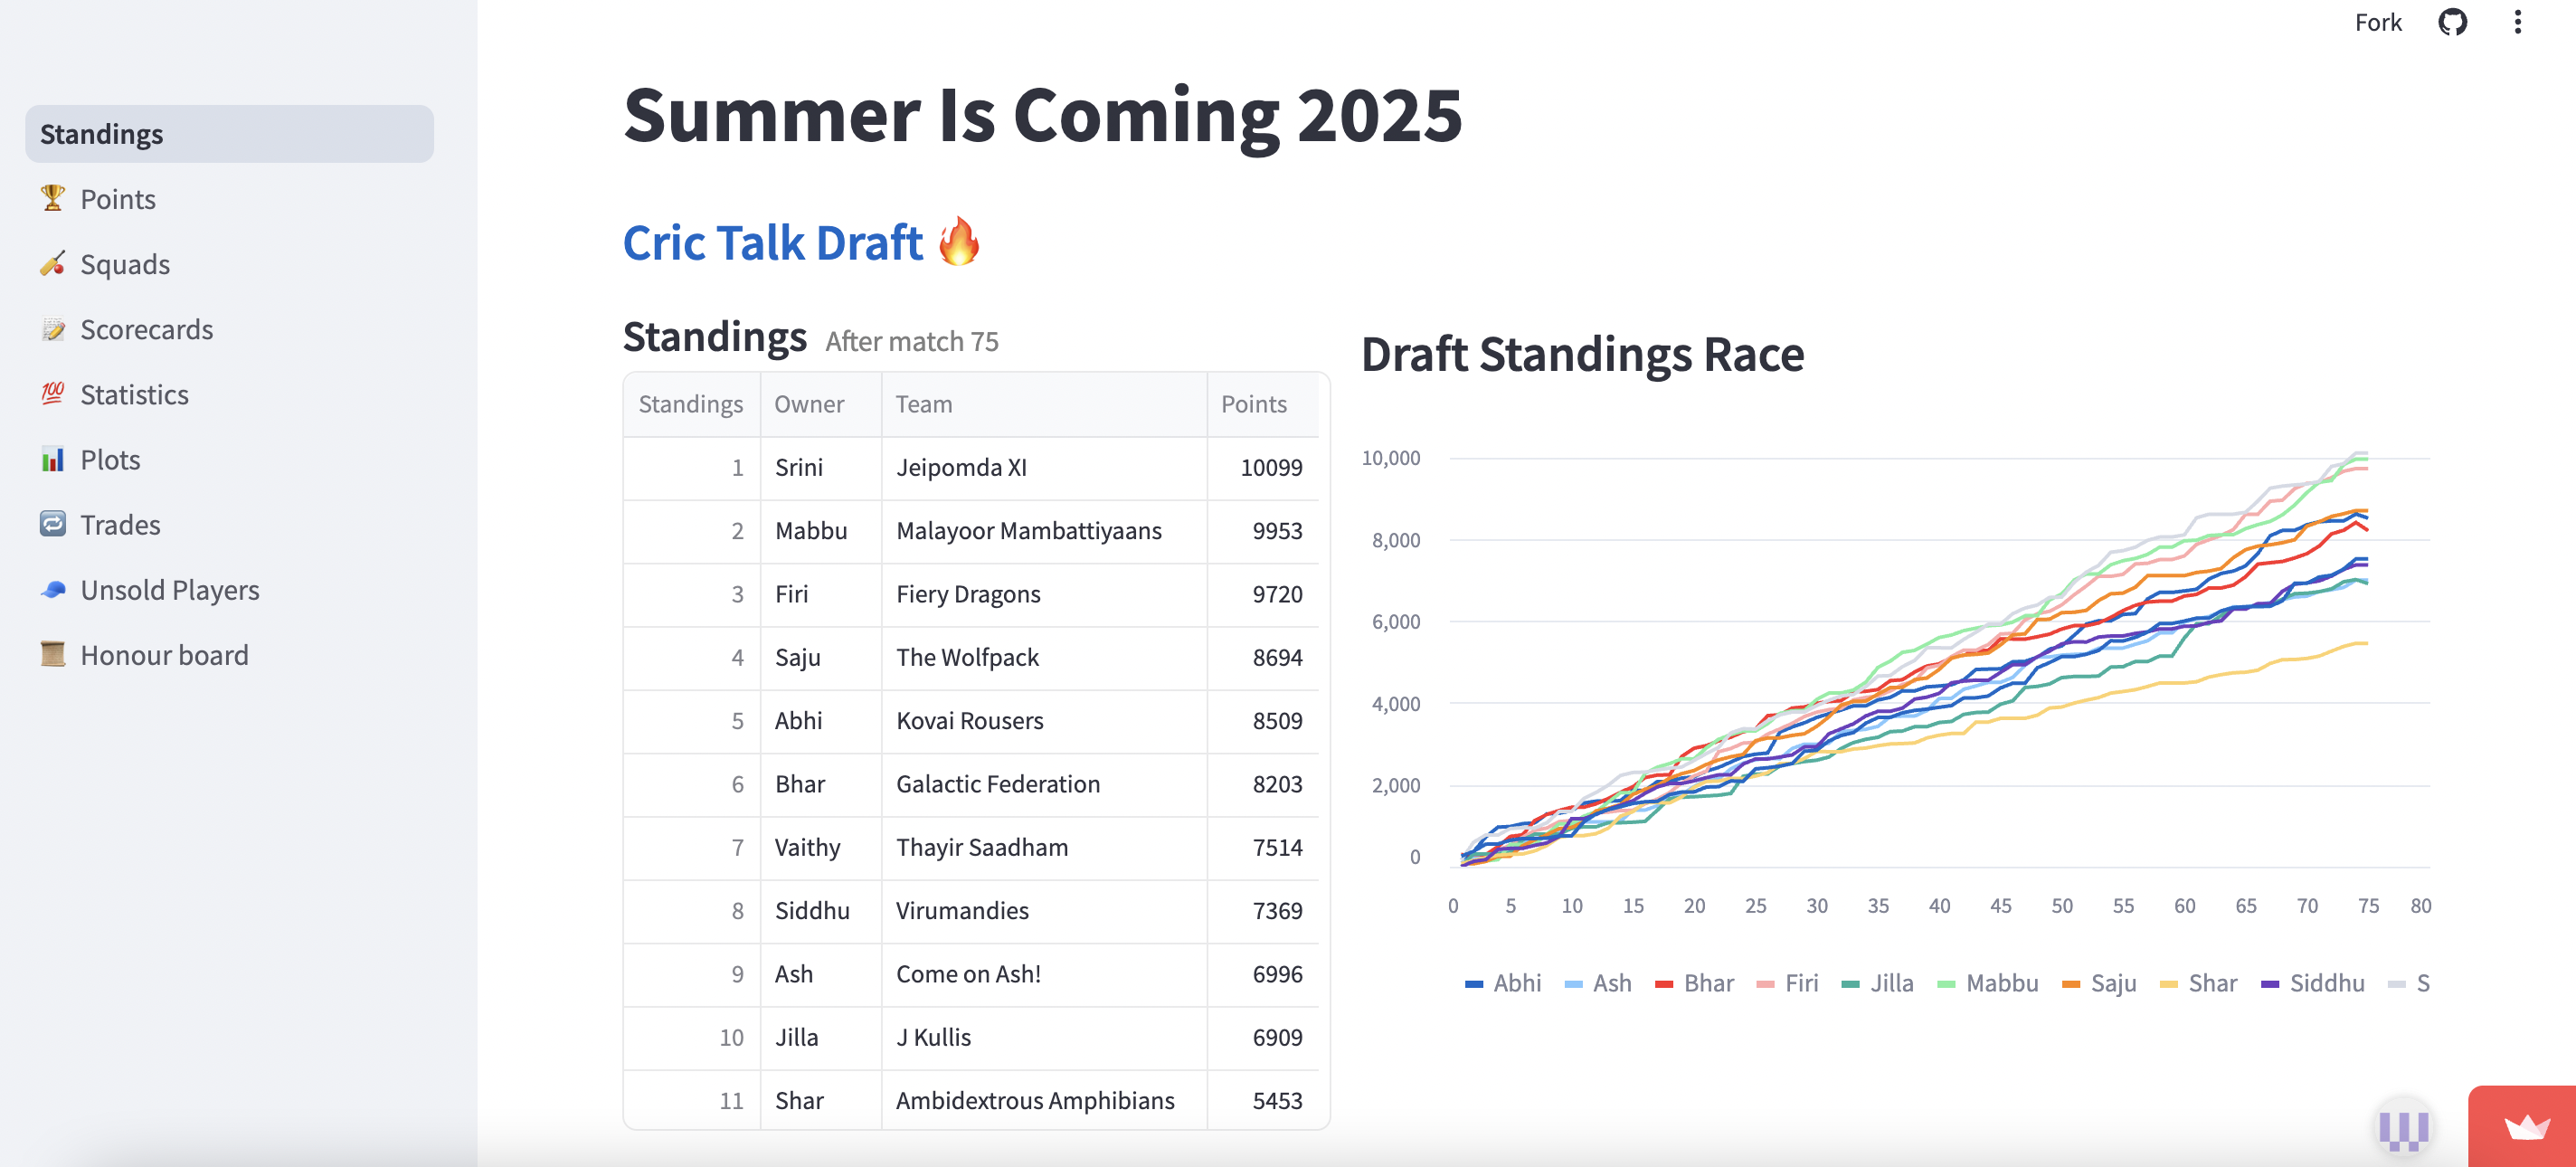 Fork
Standings
Points
Squads
Scorecards
Statistics
Plots
Trades
Unsold Players
Honour board
Summer Is Coming 2025
Cric Talk Draft
Standings After match 75
Standings Owner Team Points
1 Srini Jeipomda XI 10099
2 Mabbu Malayoor Mambattiyaans 9953
3 Firi Fiery Dragons 9720
4 Saju The Wolfpack 8694
5 Abhi Kovai Rousers 8509
6 Bhar Galactic Federation 8203
7 Vaithy Thayir Saadham 7514
8 Siddhu Virumandies 7369
9 Ash Come on Ash! 6996
10 Jilla J Kullis 6909
11 Shar Ambidextrous Amphibians 5453
Draft Standings Race
10,000
8,000
6,000
4,000
2,000
0
0 5 10 15 20 25 30 35 40 45 50 55 60 65 70 75 80
Abhi Ash Bhar Firi Jilla Mabbu Saju Shar Siddhu S